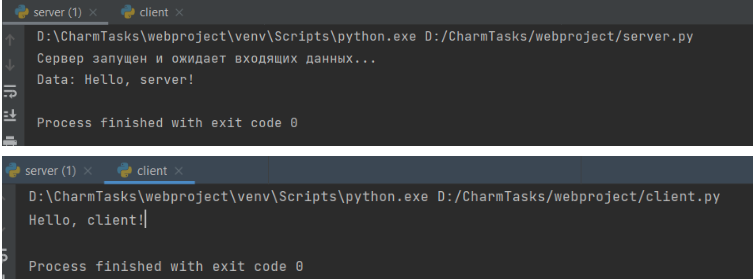 server (1) × client ×
D:\CharmTasks\webproject\venv\Scripts\python.exe D:/CharmTasks/webproject/server.py
Сервер запущен и ожидает входящих данных...
Data: Hello, server!
Process finished with exit code 0
server (1) × client ×
D:\CharmTasks\webproject\venv\Scripts\python.exe D:/CharmTasks/webproject/client.py
Hello, client!
Process finished with exit code 0